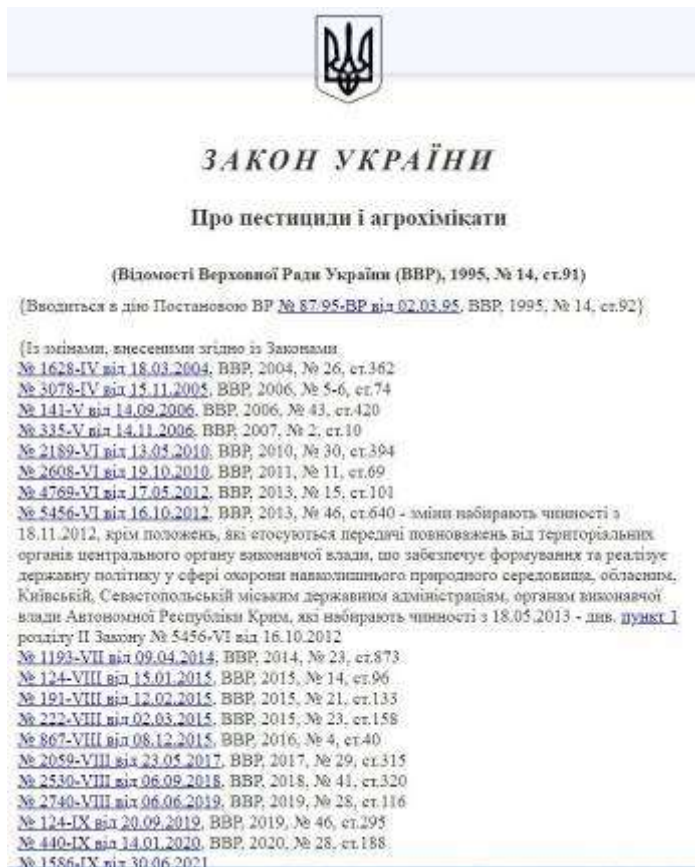 ЗАКОН УКРАЇНИ
Про пестициди і агрохімікати
(Відомості Верховної Ради України (ВВР), 1995, № 14, ст.91)
{Вводиться в дію Постановою ВР № 87/95-ВР від 02.03.95, ВВР, 1995, № 14, ст.92}
{Із змінами, внесеними згідно із Законами
№ 1628-IV від 18.03.2004, ВВР, 2004, № 26, ст.362
№ 3078-IV від 15.11.2005, ВВР, 2006, № 5-6, ст.74
№ 141-V від 14.09.2006, ВВР, 2006, № 43, ст.420
№ 335-V від 14.11.2006, ВВР, 2007, № 2, ст.10
№ 2189-VI від 13.05.2010, ВВР, 2010, № 30, ст.394
№ 2608-VI від 19.10.2010, ВВР, 2011, № 11, ст.69
№ 4769-VI від 17.05.2012, ВВР, 2013, № 15, ст.101
№ 5456-VI від 16.10.2012, ВВР, 2013, № 46, ст.640 - зміни набирають чинності з
18.11.2012, крім положень, які стосуються передачі повноважень від територіальних
органів центрального органу виконавчої влади, що забезпечує формування та реалізує
державну політику у сфері охорони навколишнього природного середовища, обласним,
Київській, Севастопольській міським державним адміністраціям, органам виконавчої
влади Автономної Республіки Крим, які набирають чинності з 18.05.2013 - див. пункт 1
розділу II Закону № 5456-VI від 16.10.2012
№ 1193-VII від 09.04.2014, ВВР, 2014, № 23, ст.873
№ 124-VIII від 15.01.2015, ВВР, 2015, № 14, ст.96
№ 191-VIII від 12.02.2015, ВВР, 2015, № 21, ст.133
№ 222-VIII від 02.03.2015, ВВР, 2015, № 23, ст.158
№ 867-VIII від 08.12.2015, ВВР, 2016, № 4, ст.40
№ 2059-VIII від 23.05.2017, ВВР, 2017, № 29, ст.315
№ 2530-VIII від 06.09.2018, ВВР, 2018, № 41, ст.320
№ 2740-VIII від 06.06.2019, ВВР, 2019, № 28, ст.116
№ 124-IX від 20.09.2019, ВВР, 2019, № 46, ст.295
№ 440-IX від 14.01.2020, ВВР, 2020, № 28, ст.188
№ 1586-IX від 30.06.2021